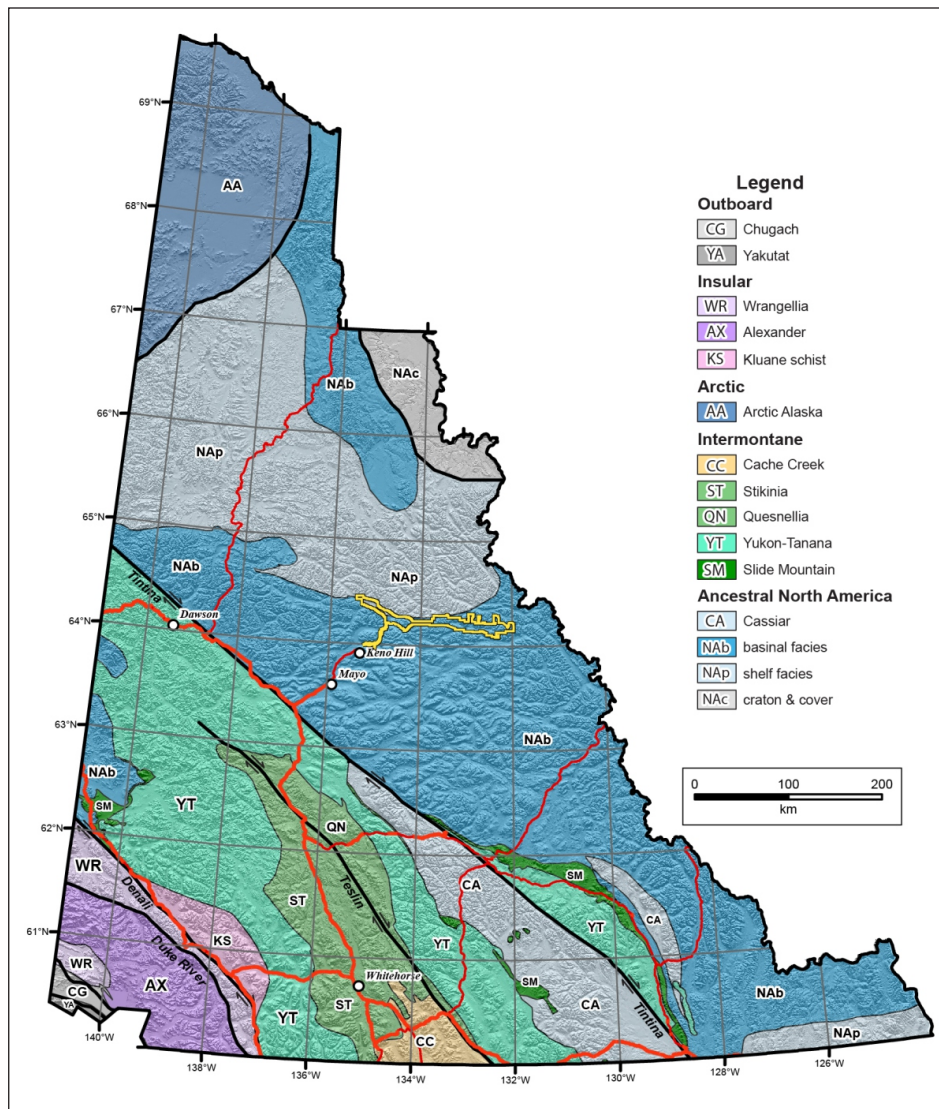 69°N
68°N
67°N
66°N
65°N
64°N
63°N
62°N
61°N
140°W
138°W
136°W
134°W
132°W
130°W
128°W
126°W
AA
NAb
NAc
NAp
NAb
NAp
Tintina
Dawson
Keno Hill
Mayo
NAb
NAb
SM
YT
QN
SM
WR
Denali
ST
Teslin
CA
CA
YT
YT
KS
Duke River
WR
CG
YA
AX
Whitehorse
ST
YT
CC
SM
CA
Tintina
NAb
NAp
Legend
Outboard
CG Chugach
YA Yakutat
Insular
WR Wrangellia
AX Alexander
KS Kluane schist
Arctic
AA Arctic Alaska
Intermontane
CC Cache Creek
ST Stikinia
QN Quesnellia
YT Yukon-Tanana
SM Slide Mountain
Ancestral North America
CA Cassiar
NAb basinal facies
NAp shelf facies
NAc craton & cover
0 100 200
km